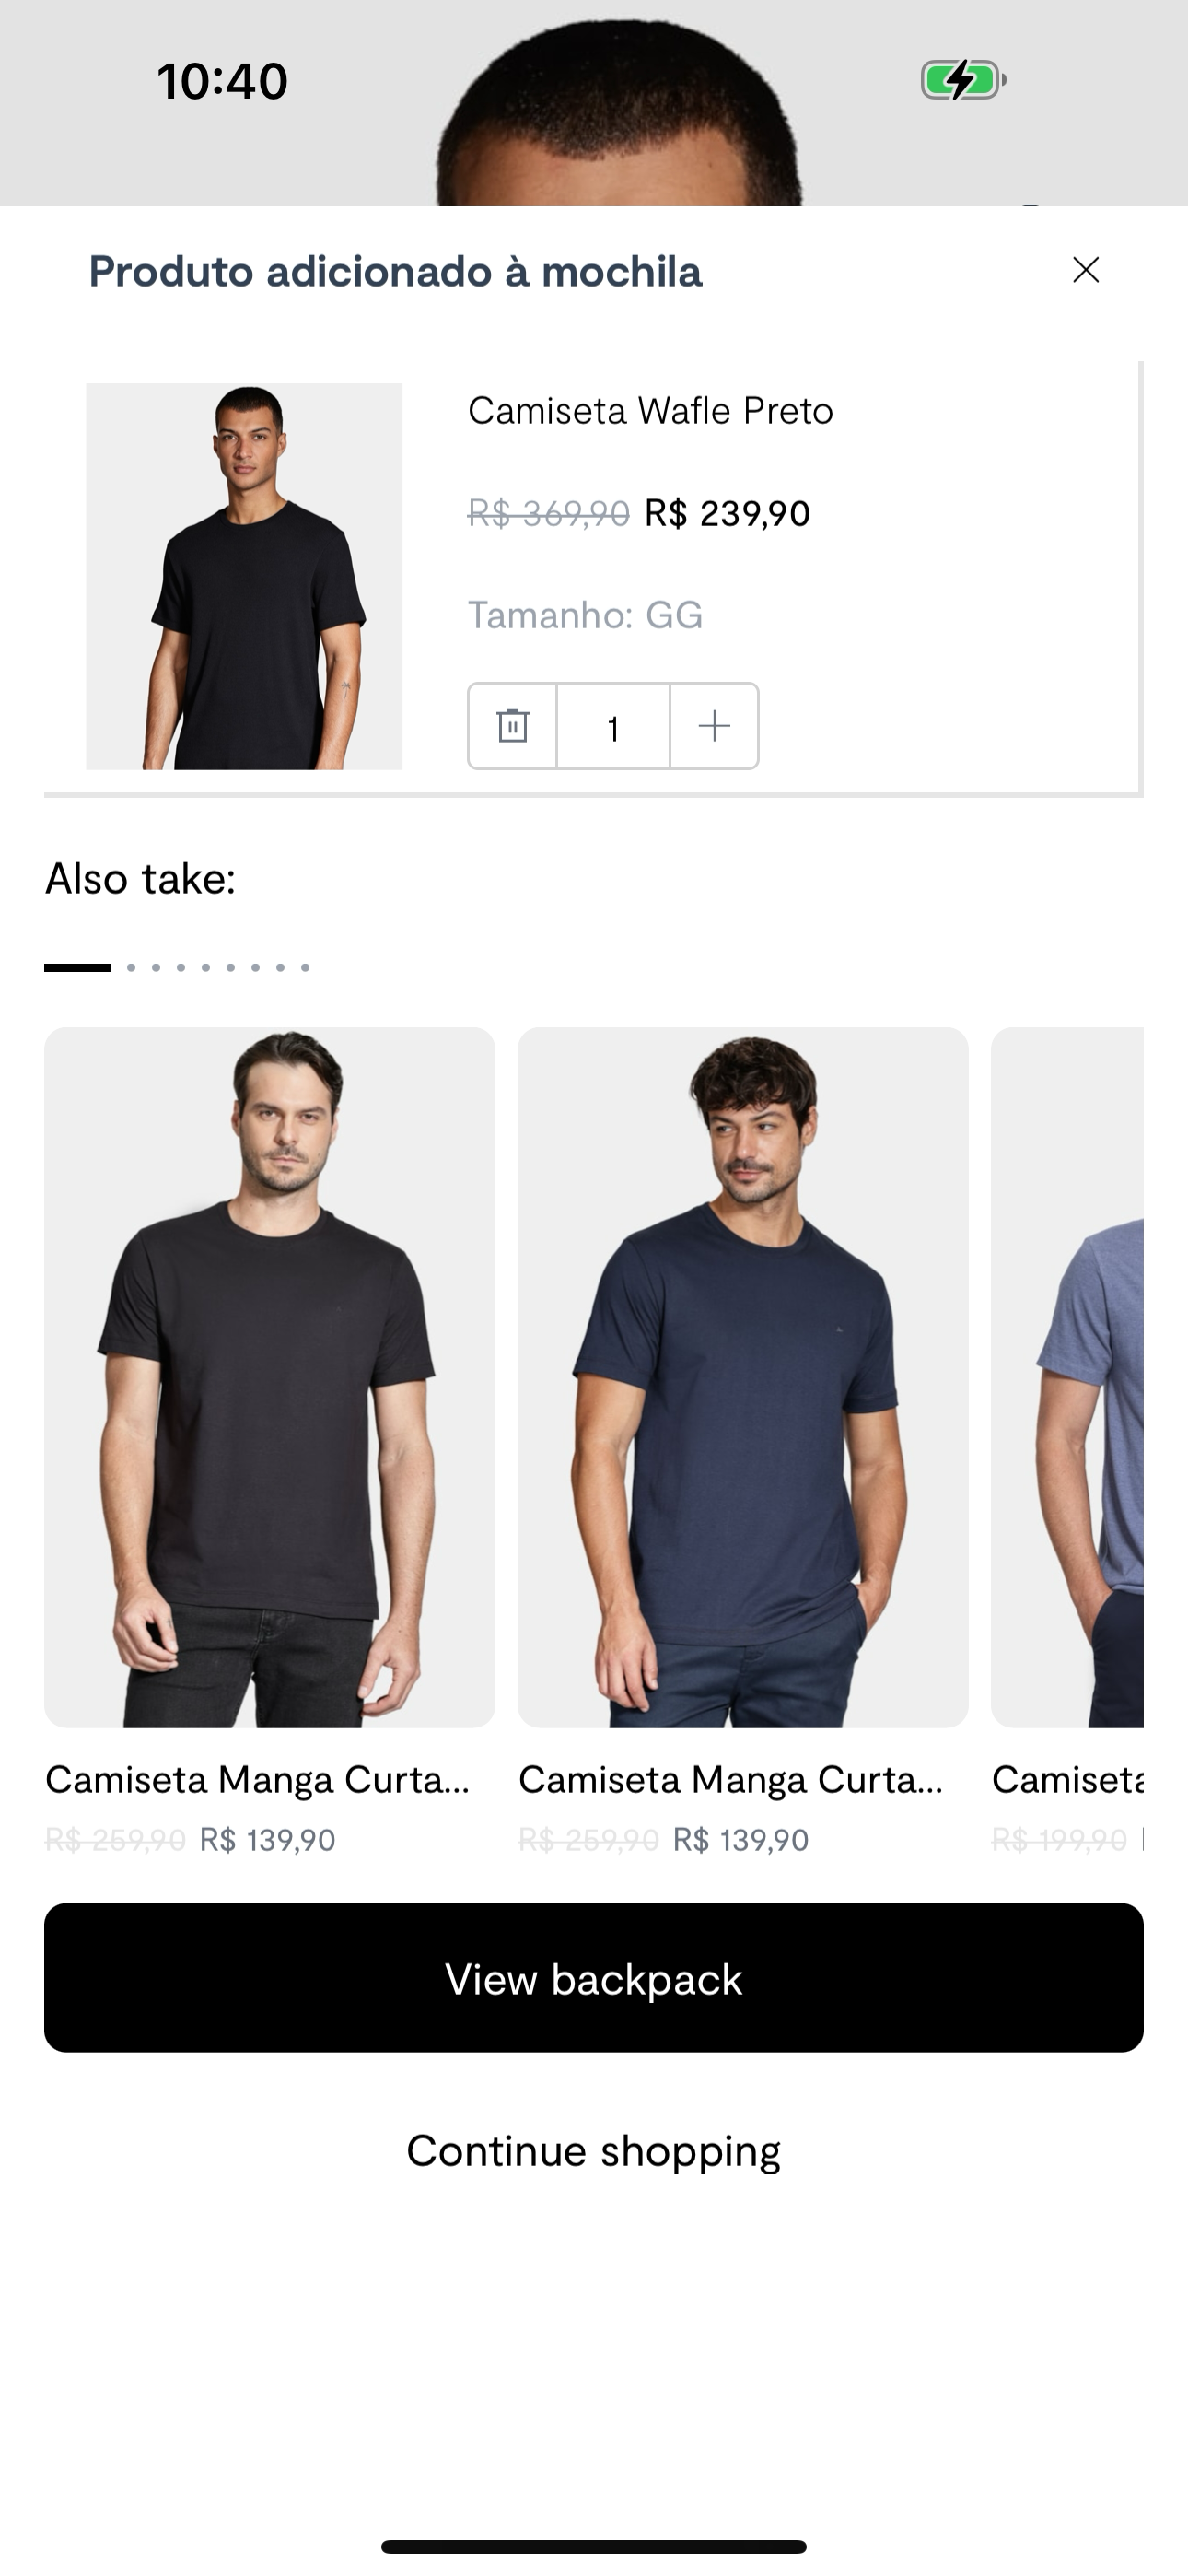 10:40
Produto adicionado à mochila
Camiseta Wafle Preto
R$ 369,90 R$ 239,90
Tamanho: GG
1
Also take:
Camiseta Manga Curta... Camiseta Manga Curta... Camiseta
R$ 259,90 R$ 139,90 R$ 259,90 R$ 139,90 R$ 199,90
View backpack
Continue shopping